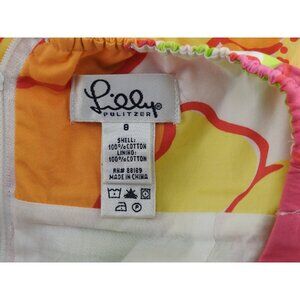 Lilly
PULITZER
8
SHELL:
100% COTTON
LINING:
100% COTTON
RN# 88189
MADE IN CHINA